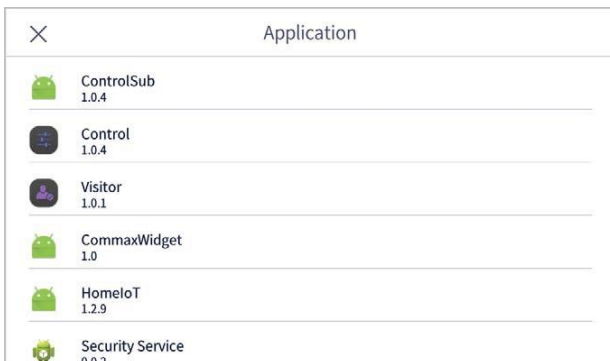 Application
ControlSub
1.0.4
Control
1.0.4
Visitor
1.0.1
CommaxWidget
1.0
HomeIoT
1.2.9
Security Service